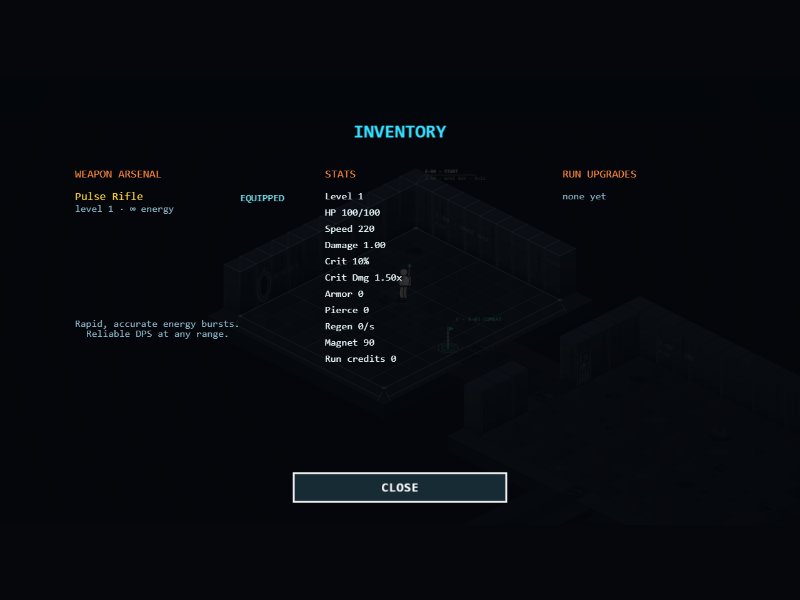 INVENTORY
WEAPON ARSENAL
Pulse Rifle
level 1 - ∞ energy
EQUIPPED
Rapid, accurate energy bursts.
Reliable DPS at any range.
STATS
Level 1
HP 100/100
Speed 220
Damage 1.00
Crit 10%
Crit Dmg 1.50x
Armor 0
Pierce 0
Regen 0/s
Magnet 90
Run credits 0
RUN UPGRADES
none yet
CLOSE